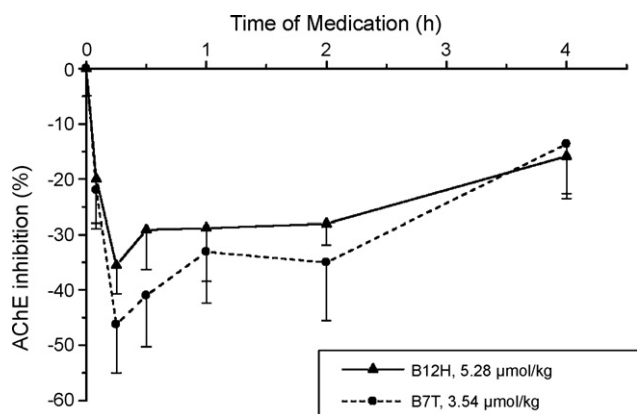 Time of Medication (h)
0 1 2 3 4
AChE inhibition (%)
0
-10
-20
-30
-40
-50
-60
B12H, 5.28 µmol/kg
B7T, 3.54 µmol/kg